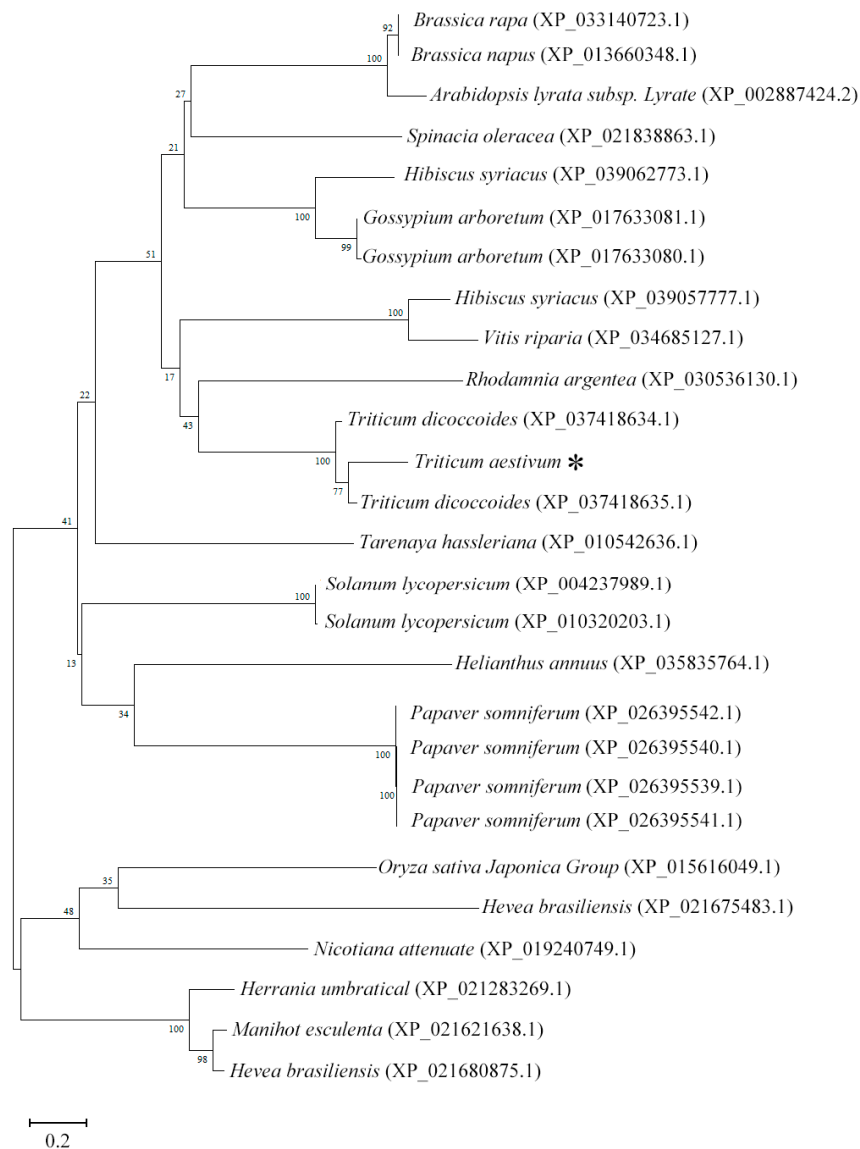 Brassica rapa (XP_033140723.1)
92
Brassica napus (XP_013660348.1)
100
Arabidopsis lyrata subsp. Lyrate (XP_002887424.2)
27
Spinacia oleracea (XP_021838863.1)
21
Hibiscus syriacus (XP_039062773.1)
100
Gossypium arboretum (XP_017633081.1)
99
Gossypium arboretum (XP_017633080.1)
51
Hibiscus syriacus (XP_039057777.1)
100
Vitis riparia (XP_034685127.1)
17
Rhodamnia argentea (XP_030536130.1)
22
43
Triticum dicoccoides (XP_037418634.1)
100
Triticum aestivum *
77
Triticum dicoccoides (XP_037418635.1)
41
Tarenaya hassleriana (XP_010542636.1)
Solanum lycopersicum (XP_004237989.1)
100
Solanum lycopersicum (XP_010320203.1)
13
Helianthus annuus (XP_035835764.1)
34
Papaver somniferum (XP_026395542.1)
Papaver somniferum (XP_026395540.1)
100
Papaver somniferum (XP_026395539.1)
100
Papaver somniferum (XP_026395541.1)
Oryza sativa Japonica Group (XP_015616049.1)
35
Hevea brasiliensis (XP_021675483.1)
48
Nicotiana attenuate (XP_019240749.1)
Herrania umbratical (XP_021283269.1)
100
Manihot esculenta (XP_021621638.1)
98
Hevea brasiliensis (XP_021680875.1)
0.2